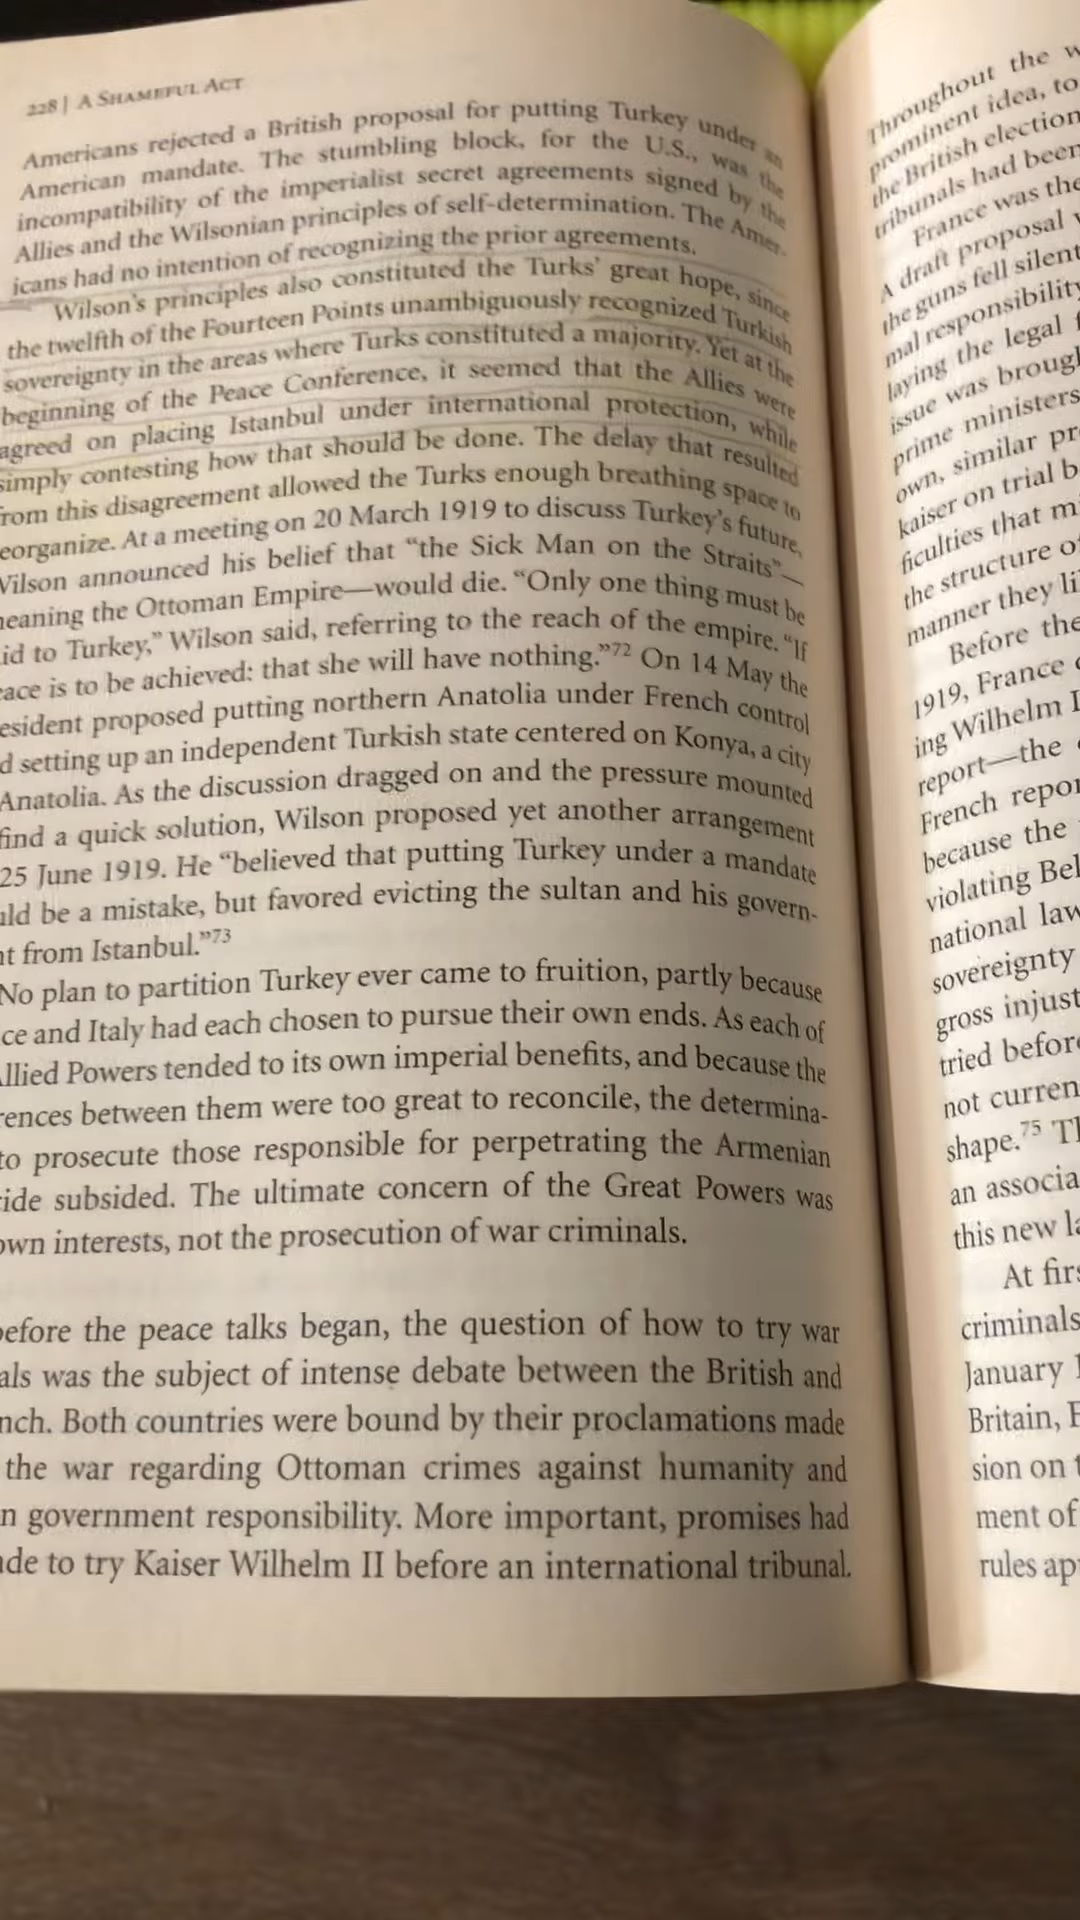 228 | A SHAMEFUL ACT
Americans rejected a British proposal for putting Turkey under an
American mandate. The stumbling block, for the U.S., was the
incompatibility of the imperialist secret agreements signed by the
Allies and the Wilsonian principles of self-determination. The Amer-
icans had no intention of recognizing the prior agreements.
Wilson's principles also constituted the Turks' great hope, since
the twelfth of the Fourteen Points unambiguously recognized Turkish
sovereignty in the areas where Turks constituted a majority. Yet at the
beginning of the Peace Conference, it seemed that the Allies were
agreed on placing Istanbul under international protection, while
simply contesting how that should be done. The delay that resulted
rom this disagreement allowed the Turks enough breathing space to
eorganize. At a meeting on 20 March 1919 to discuss Turkey's future,
Wilson announced his belief that “the Sick Man on the Straits”—
eaning the Ottoman Empire—would die. “Only one thing must be
id to Turkey,” Wilson said, referring to the reach of the empire. “If
ace is to be achieved: that she will have nothing.”72 On 14 May the
esident proposed putting northern Anatolia under French control
d setting up an independent Turkish state centered on Konya, a city
Anatolia. As the discussion dragged on and the pressure mounted
find a quick solution, Wilson proposed yet another arrangement
25 June 1919. He “believed that putting Turkey under a mandate
uld be a mistake, but favored evicting the sultan and his govern-
nt from Istanbul.”73
No plan to partition Turkey ever came to fruition, partly because
ce and Italy had each chosen to pursue their own ends. As each of
Allied Powers tended to its own imperial benefits, and because the
rences between them were too great to reconcile, the determina-
to prosecute those responsible for perpetrating the Armenian
ide subsided. The ultimate concern of the Great Powers was
own interests, not the prosecution of war criminals.
before the peace talks began, the question of how to try war
als was the subject of intense debate between the British and
nch. Both countries were bound by their proclamations made
the war regarding Ottoman crimes against humanity and
n government responsibility. More important, promises had
ade to try Kaiser Wilhelm II before an international tribunal.
Throughout the w
prominent idea, to
the British election
tribunals had been
France was the
A draft proposal
the guns fell silent
mal responsibility
laying the legal f
issue was brough
prime ministers
own, similar pr
kaiser on trial b
ficulties that m
the structure of
manner they li
Before the
1919, France
ing Wilhelm I
report—the
French repor
because the
violating Bel
national law
sovereignty
gross injust
tried before
not curren
shape.75 Th
an associa
this new la
At firs
criminals
January 1
Britain, F
sion on t
ment of
rules ap